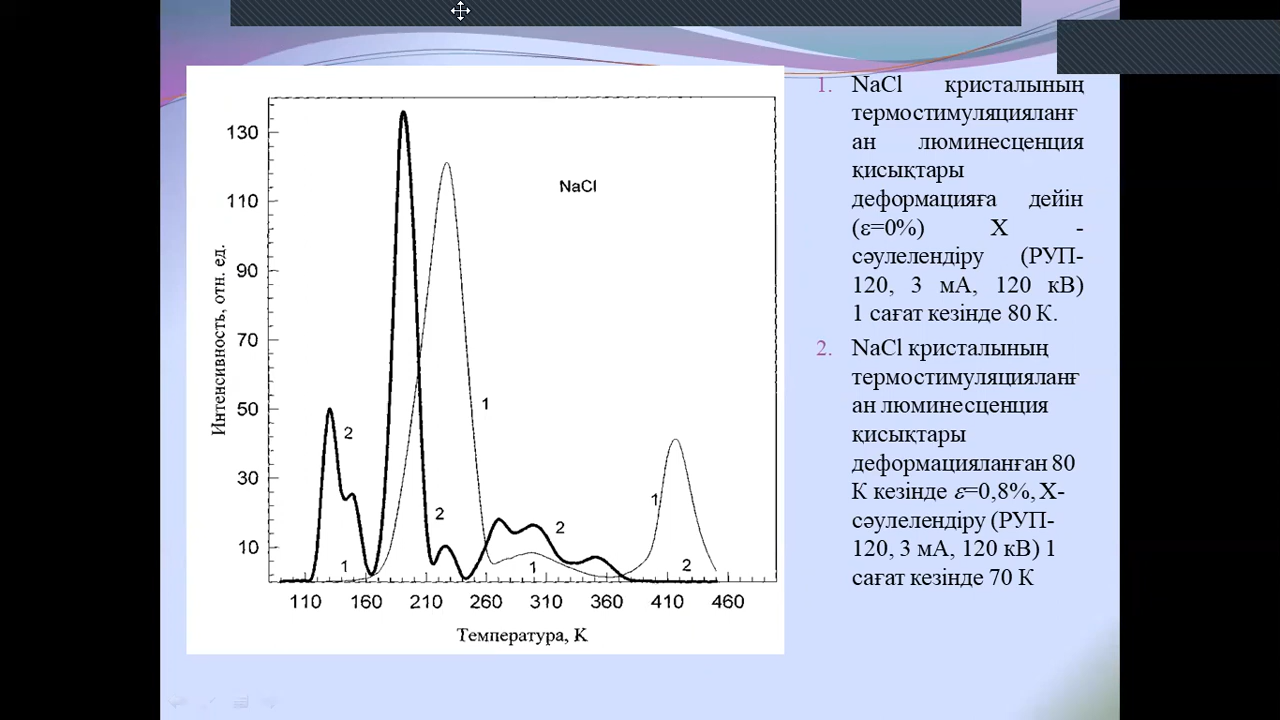 130
110
90
70
50
30
10
Интенсивность, отн. ед.
NaCl
1
2
2
2
1
1
1
2
110 160 210 260 310 360 410 460
Температура, К
1. NaCl кристалының
термостимуляцияланғ
ан люминесценция
қисықтары
деформацияға дейін
(ε=0%) X -
сәулелендіру (РУП-
120, 3 мА, 120 кВ)
1 сағат кезінде 80 К.
2. NaCl кристалының
термостимуляцияланғ
ан люминесценция
қисықтары
деформацияланған 80
К кезінде ε=0,8%, X-
сәулелендіру (РУП-
120, 3 мА, 120 кВ) 1
сағат кезінде 70 К